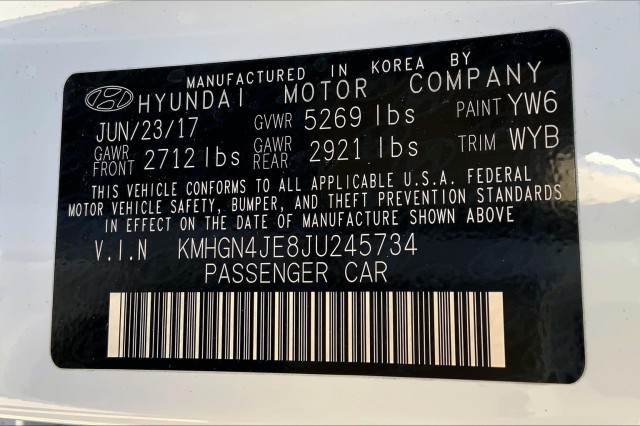 MANUFACTURED IN KOREA BY
HYUNDAI MOTOR COMPANY
JUN/23/17 GVWR 5269 lbs PAINT YW6
GAWR FRONT 2712 lbs GAWR REAR 2921 lbs TRIM WYB
THIS VEHICLE CONFORMS TO ALL APPLICABLE U.S.A. FEDERAL
MOTOR VEHICLE SAFETY, BUMPER, AND THEFT PREVENTION STANDARDS
IN EFFECT ON THE DATE OF MANUFACTURE SHOWN ABOVE
V.I.N KMHGN4JE8JU245734
PASSENGER CAR